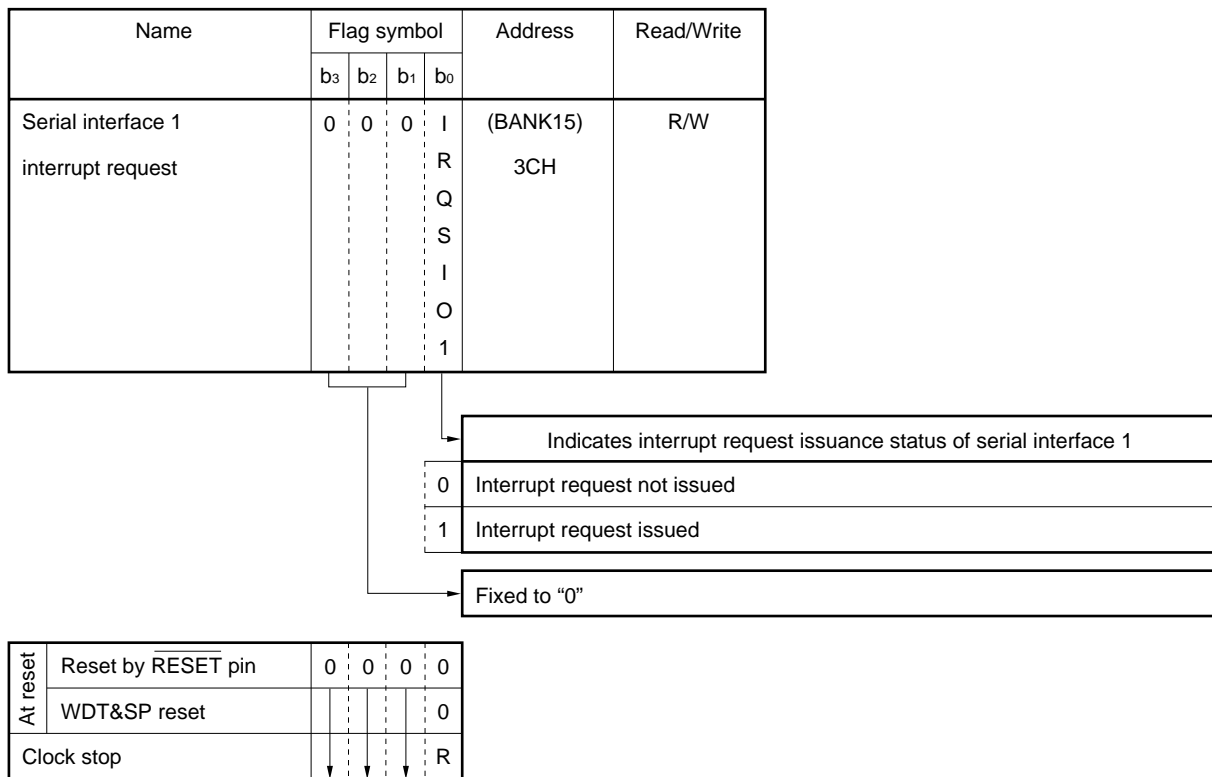 Name Flag symbol Address Read/Write
b3 b2 b1 b0
Serial interface 1 0 0 0 I (BANK15) R/W
interrupt request R 3CH
Q
S
I
O
1
Indicates interrupt request issuance status of serial interface 1
0 Interrupt request not issued
1 Interrupt request issued
Fixed to “0”
At reset
Reset by RESET pin 0 0 0 0
WDT&SP reset 0
Clock stop R